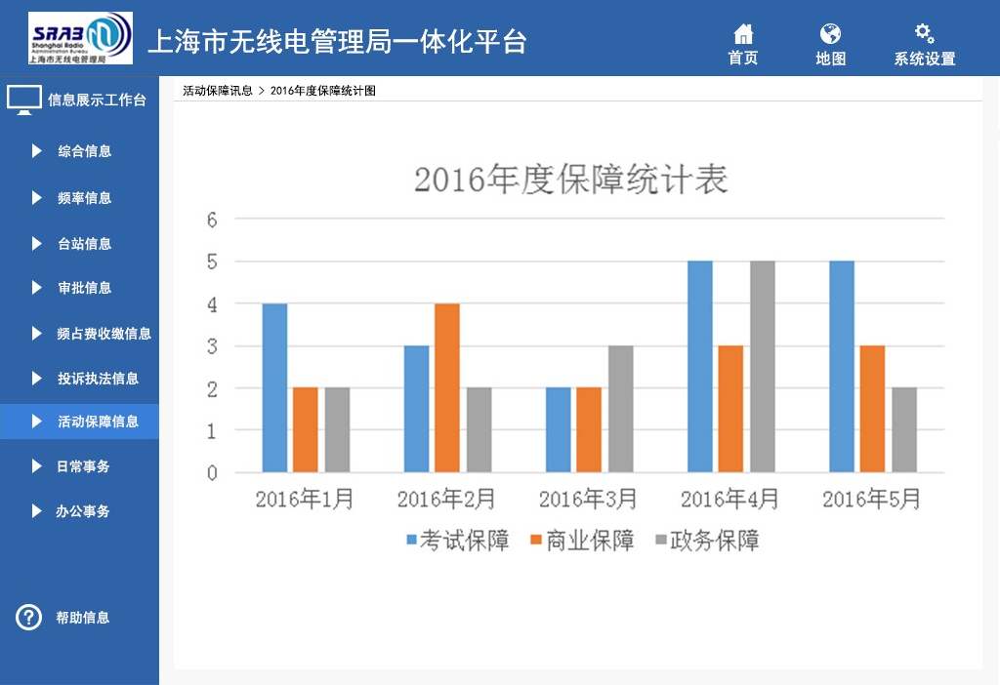 SRAB
Shanghai Radio
Administration Bureau
上海市无线电管理局
上海市无线电管理局一体化平台
首页
地图
系统设置
信息展示工作台
综合信息
频率信息
台站信息
审批信息
频占费收缴信息
投诉执法信息
活动保障信息
日常事务
办公事务
帮助信息
活动保障讯息 > 2016年度保障统计图
2016年度保障统计表
6
5
4
3
2
1
0
2016年1月 2016年2月 2016年3月 2016年4月 2016年5月
考试保障 商业保障 政务保障